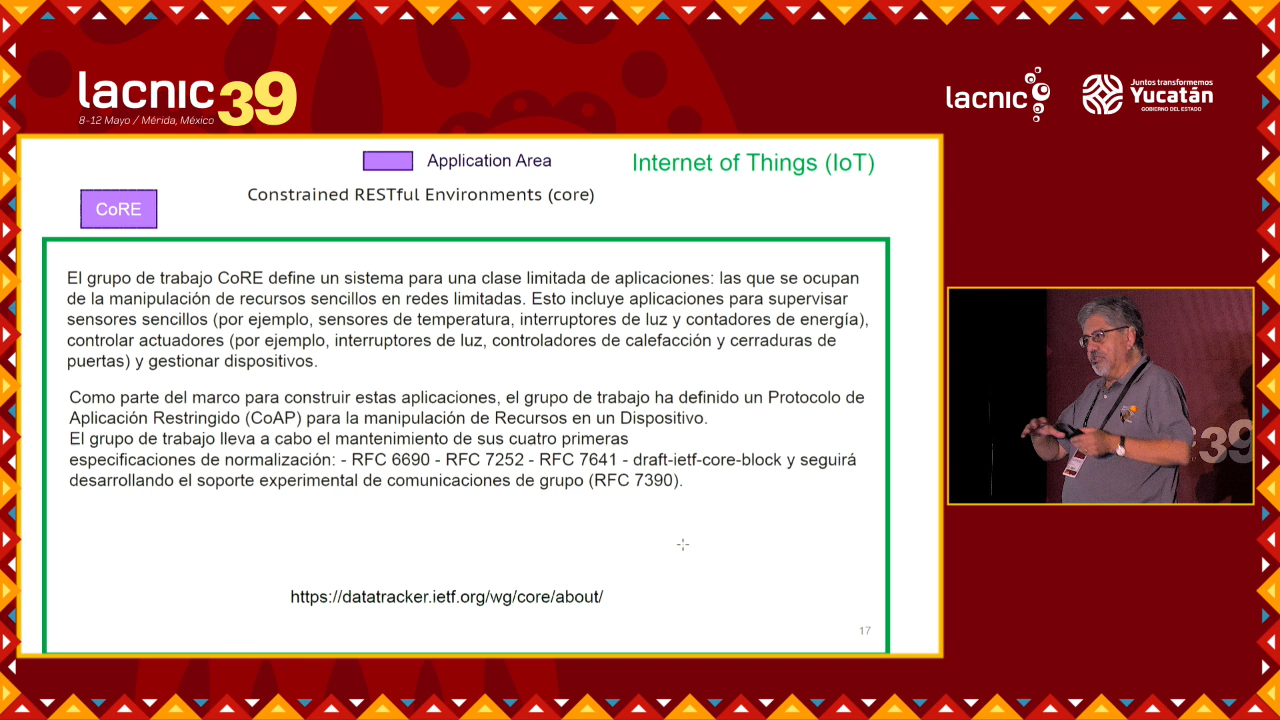 lacnic 39
8-12 Mayo / Mérida, México
lacnic
Juntos transformemos
Yucatán
GOBIERNO DEL ESTADO
Application Area
Internet of Things (IoT)
Constrained RESTful Environments (core)
CoRE
El grupo de trabajo CoRE define un sistema para una clase limitada de aplicaciones: las que se ocupan
de la manipulación de recursos sencillos en redes limitadas. Esto incluye aplicaciones para supervisar
sensores sencillos (por ejemplo, sensores de temperatura, interruptores de luz y contadores de energía),
controlar actuadores (por ejemplo, interruptores de luz, controladores de calefacción y cerraduras de
puertas) y gestionar dispositivos.
Como parte del marco para construir estas aplicaciones, el grupo de trabajo ha definido un Protocolo de
Aplicación Restringido (CoAP) para la manipulación de Recursos en un Dispositivo.
El grupo de trabajo lleva a cabo el mantenimiento de sus cuatro primeras
especificaciones de normalización: - RFC 6690 - RFC 7252 - RFC 7641 - draft-ietf-core-block y seguirá
desarrollando el soporte experimental de comunicaciones de grupo (RFC 7390).
https://datatracker.ietf.org/wg/core/about/
17
39